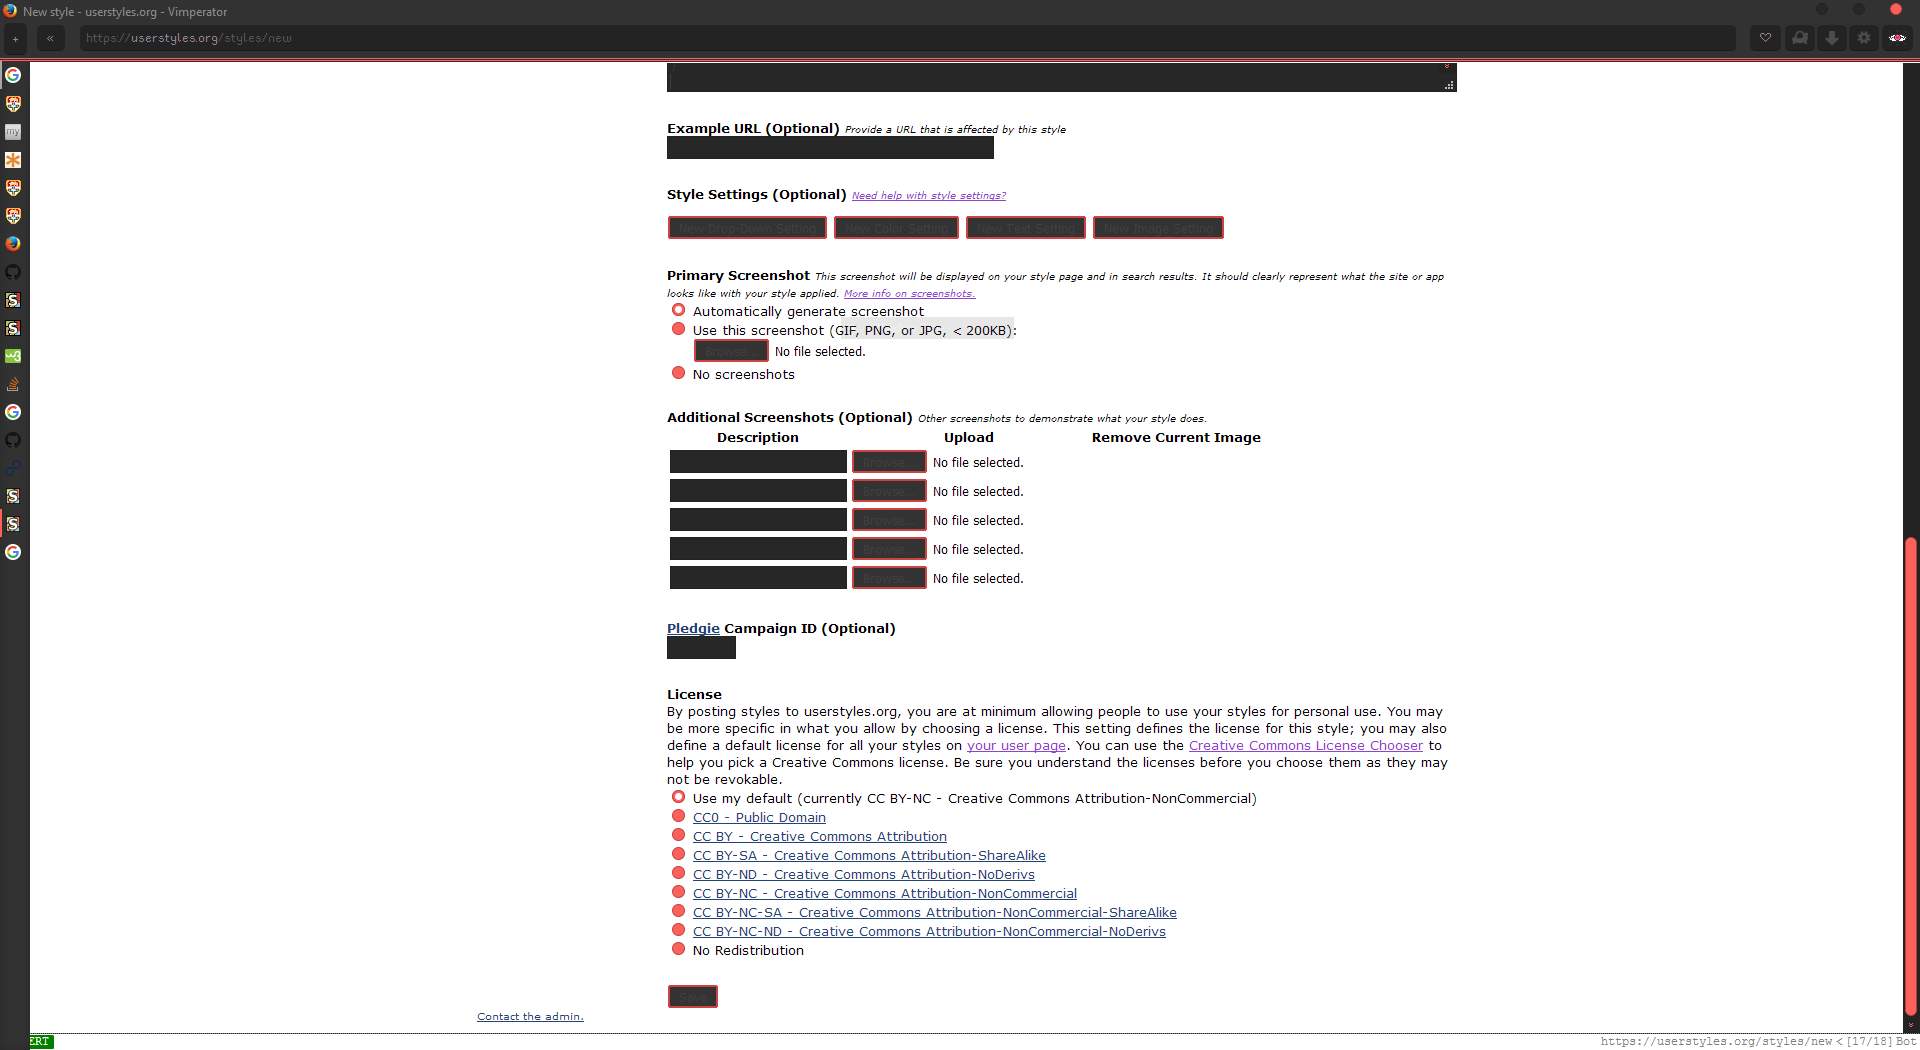 New style - userstyles.org - Vimperator
+ « https://userstyles.org/styles/new
my
Example URL (Optional) Provide a URL that is affected by this style
Style Settings (Optional) Need help with style settings?
New Drop-Down Setting New Color Setting New Text Setting New Image Setting
Primary Screenshot This screenshot will be displayed on your style page and in search results. It should clearly represent what the site or app
looks like with your style applied. More info on screenshots.
Automatically generate screenshot
Use this screenshot (GIF, PNG, or JPG, < 200KB):
Browse... No file selected.
No screenshots
Additional Screenshots (Optional) Other screenshots to demonstrate what your style does.
Description Upload Remove Current Image
Browse... No file selected.
Browse... No file selected.
Browse... No file selected.
Browse... No file selected.
Browse... No file selected.
Pledgie Campaign ID (Optional)
License
By posting styles to userstyles.org, you are at minimum allowing people to use your styles for personal use. You may
be more specific in what you allow by choosing a license. This setting defines the license for this style; you may also
define a default license for all your styles on your user page. You can use the Creative Commons License Chooser to
help you pick a Creative Commons license. Be sure you understand the licenses before you choose them as they may
not be revokable.
Use my default (currently CC BY-NC - Creative Commons Attribution-NonCommercial)
CC0 - Public Domain
CC BY - Creative Commons Attribution
CC BY-SA - Creative Commons Attribution-ShareAlike
CC BY-ND - Creative Commons Attribution-NoDerivs
CC BY-NC - Creative Commons Attribution-NonCommercial
CC BY-NC-SA - Creative Commons Attribution-NonCommercial-ShareAlike
CC BY-NC-ND - Creative Commons Attribution-NonCommercial-NoDerivs
No Redistribution
Save
Contact the admin.
ERT https://userstyles.org/styles/new < [17/18] Bot